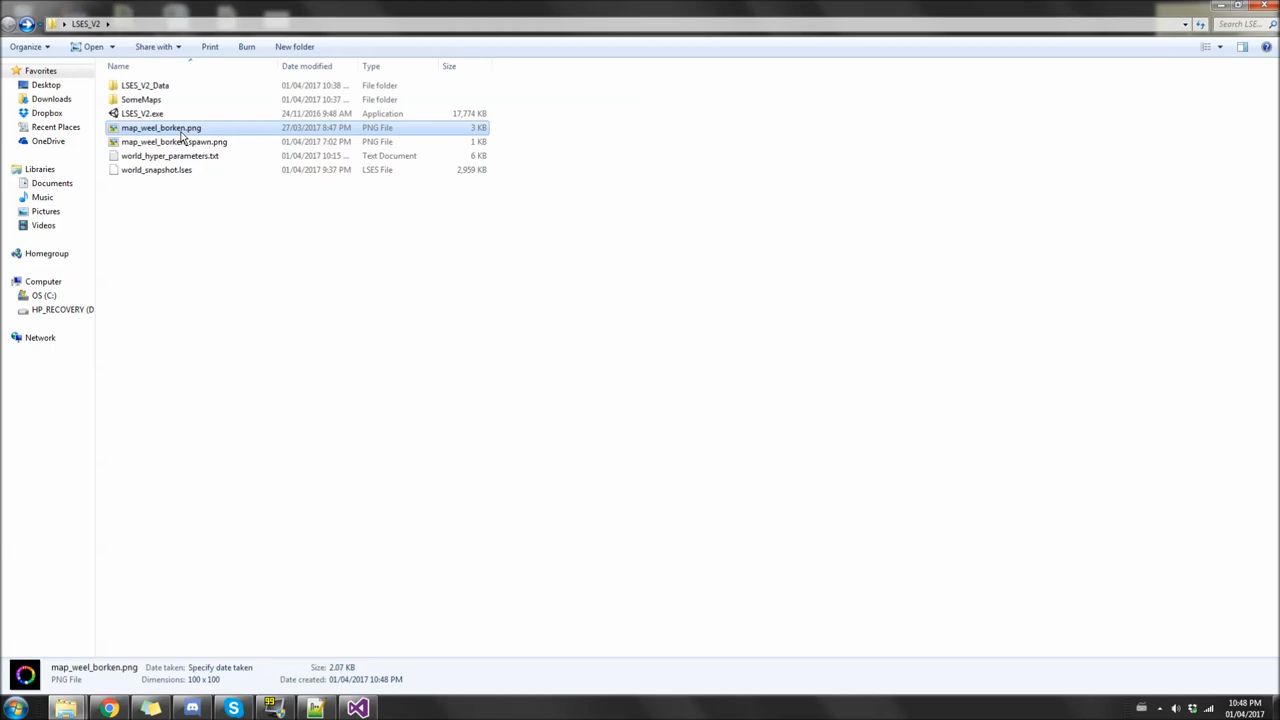 LSES_V2
Search LSE...
Organize
Open
Share with
Print
Burn
New folder
Name
Date modified
Type
Size
Favorites
Desktop
Downloads
Dropbox
Recent Places
OneDrive
Libraries
Documents
Music
Pictures
Videos
Homegroup
Computer
OS (C:)
HP_RECOVERY (D
Network
LSES_V2_Data 01/04/2017 10:38 ... File folder
SomeMaps 01/04/2017 10:37 ... File folder
LSES_V2.exe 24/11/2016 9:48 AM Application 17,774 KB
map_weel_borken.png 27/03/2017 8:47 PM PNG File 3 KB
map_weel_borken.spawn.png 01/04/2017 7:02 PM PNG File 1 KB
world_hyper_parameters.txt 01/04/2017 10:15 ... Text Document 6 KB
world_snapshot.lses 01/04/2017 9:37 PM LSES File 2,959 KB
map_weel_borken.png Date taken: Specify date taken Size: 2.07 KB
PNG File Dimensions: 100 x 100 Date created: 01/04/2017 10:48 PM
99
10:48 PM
01/04/2017